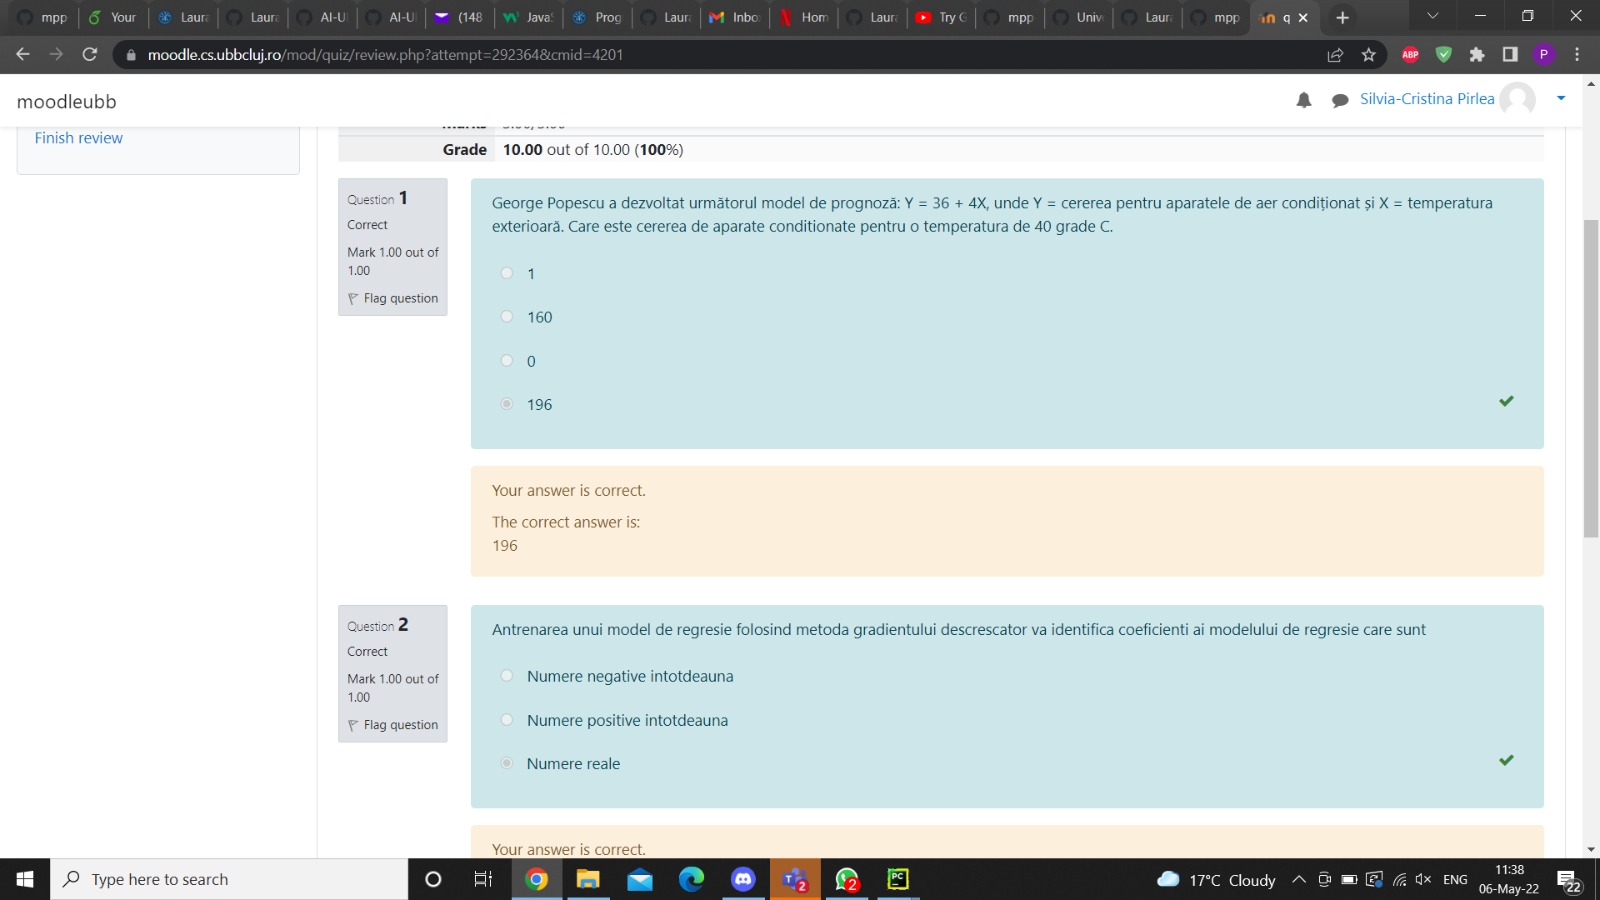 mpp
Your
Laura
Laura
AI-U
AI-U
(148
Java
Prog
Laura
Inbo
Hom
Laura
Try G
mpp
Univ
Laura
mpp
q
moodle.cs.ubbcluj.ro/mod/quiz/review.php?attempt=292364&cmid=4201
ABP
P
moodleubb
Silvia-Cristina Pirlea
Finish review
Grade 10.00 out of 10.00 (100%)
Question 1
Correct
Mark 1.00 out of
1.00
Flag question
George Popescu a dezvoltat următorul model de prognoză: Y = 36 + 4X, unde Y = cererea pentru aparatele de aer condiționat și X = temperatura
exterioară. Care este cererea de aparate conditionate pentru o temperatura de 40 grade C.
1
160
0
196
Your answer is correct.
The correct answer is:
196
Question 2
Correct
Mark 1.00 out of
1.00
Flag question
Antrenarea unui model de regresie folosind metoda gradientului descrescator va identifica coeficienti ai modelului de regresie care sunt
Numere negative intotdeauna
Numere positive intotdeauna
Numere reale
Your answer is correct.
Type here to search
2
2
PC
17°C Cloudy
ENG
11:38
06-May-22
22